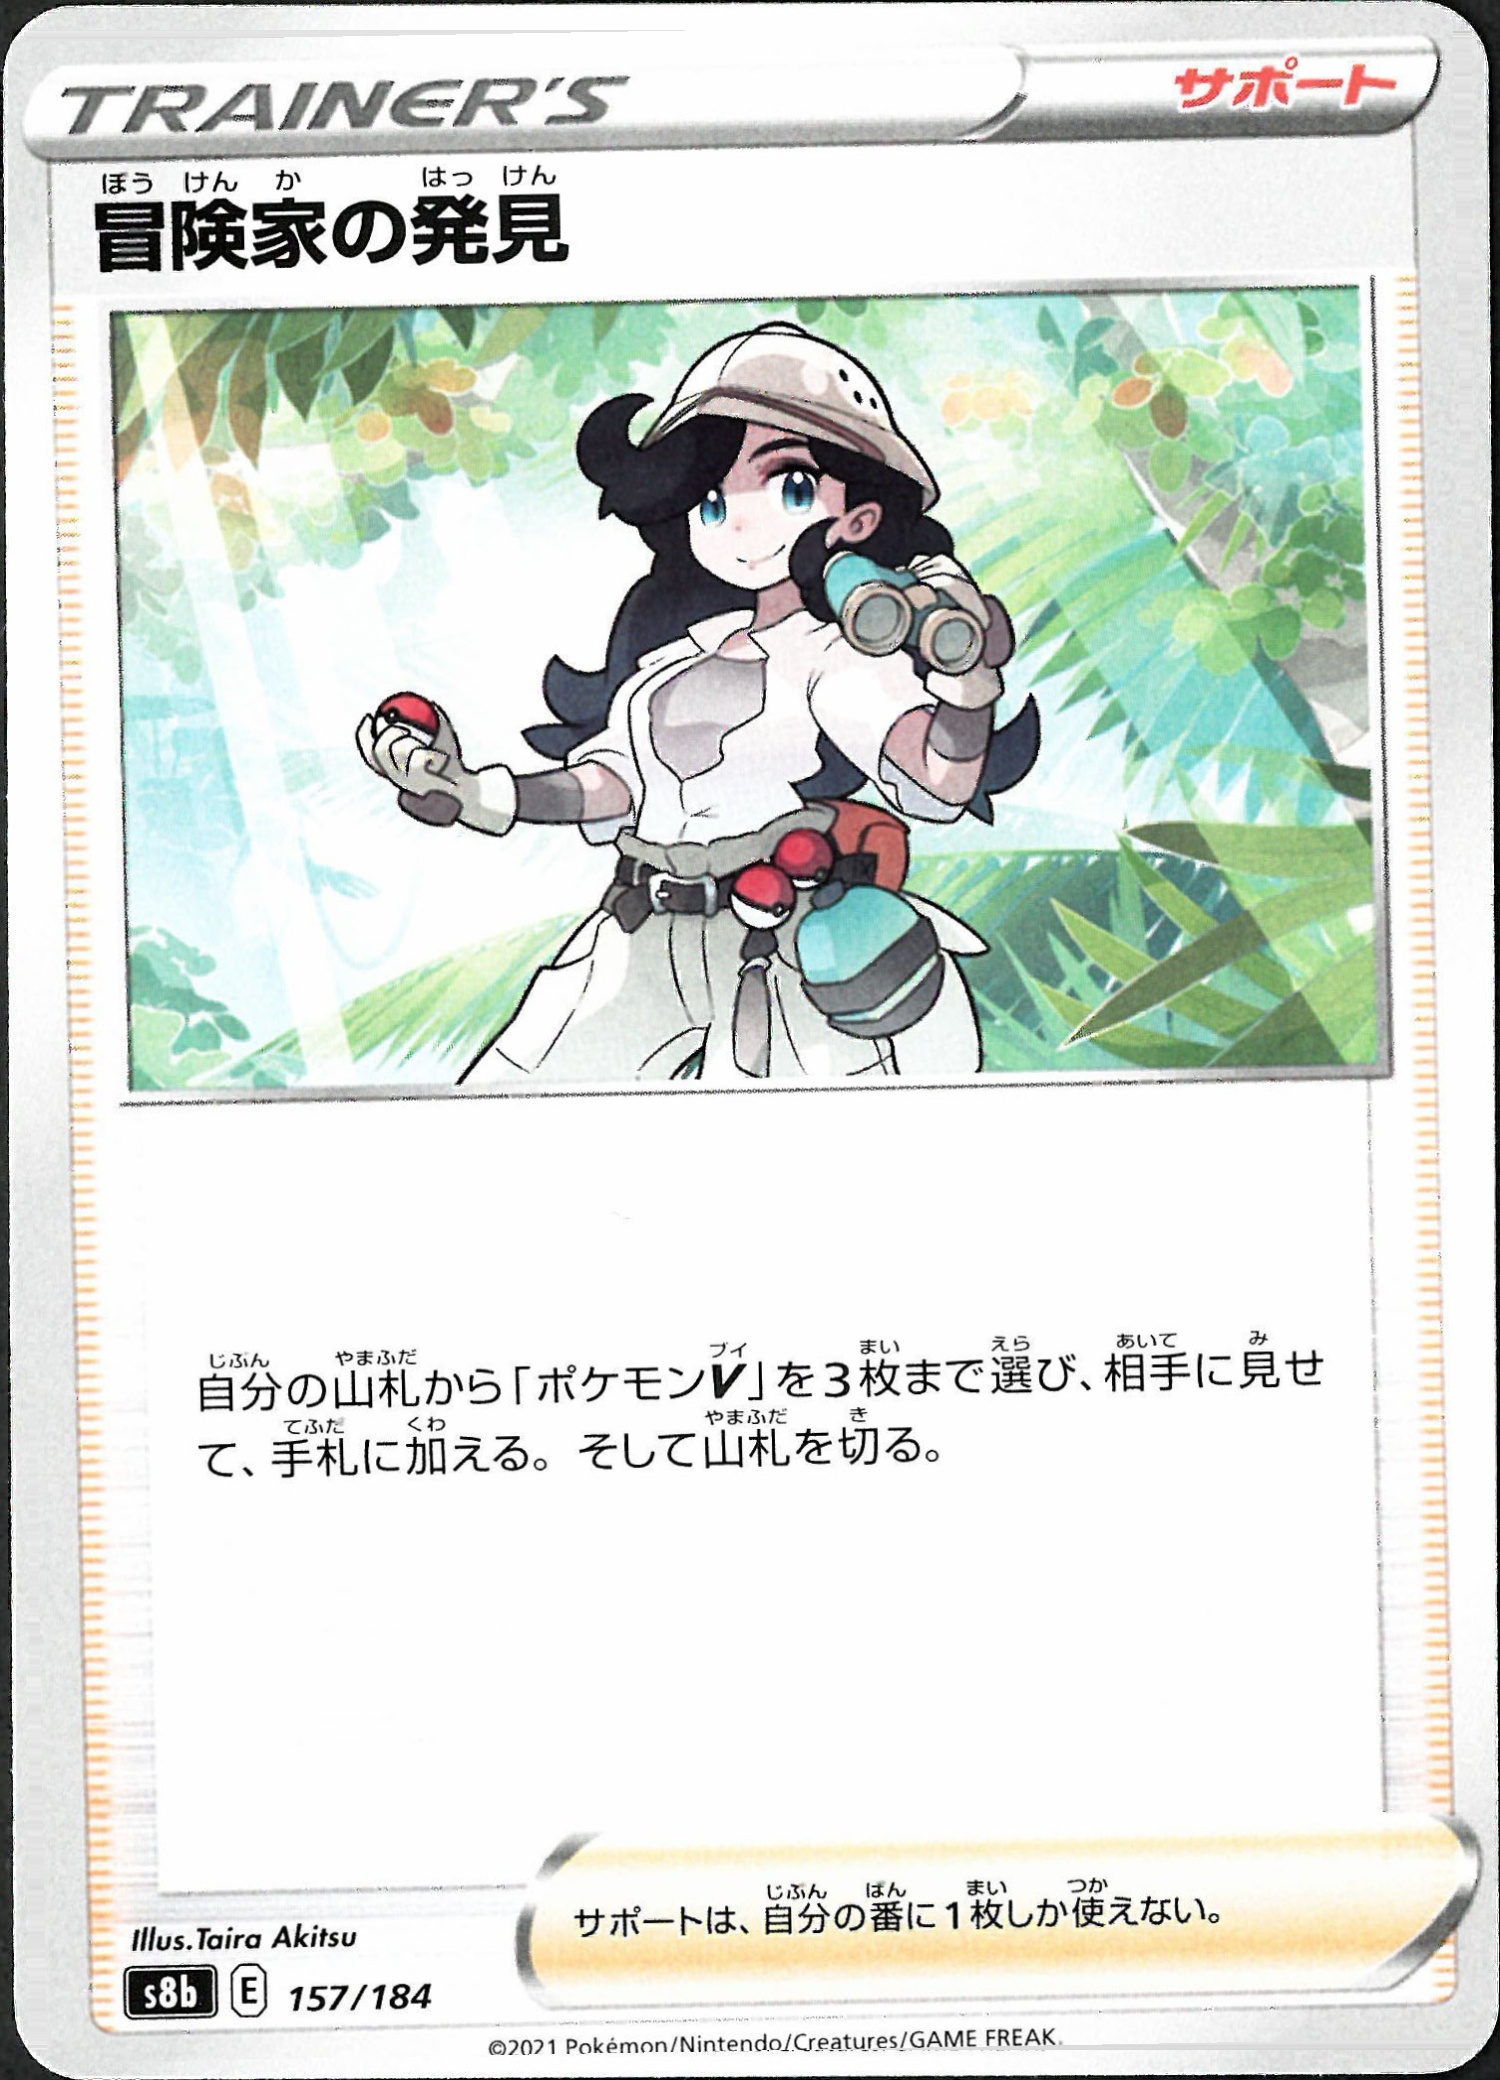 TRAINER'S
サポート
ぼう けん か はっ けん
冒険家の発見
じぶん やまふだ ブイ まい えら あいて み
自分の山札から「ポケモンV」を3枚まで選び、相手に見せ
てふだ くわ やまふだ き
て、手札に加える。そして山札を切る。
じぶん ばん まい つか
サポートは、自分の番に1枚しか使えない。
Illus.Taira Akitsu
s8b E 157/184
©2021 Pokémon/Nintendo/Creatures/GAME FREAK.